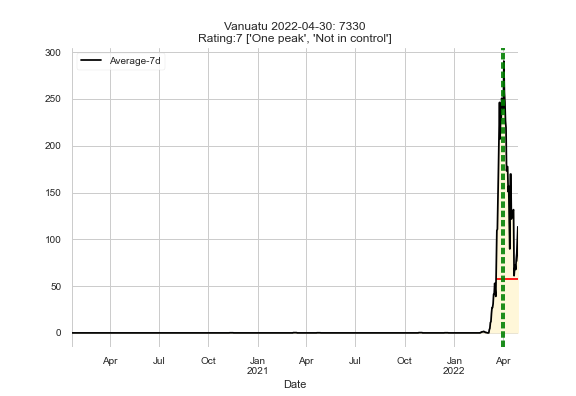 Vanuatu 2022-04-30: 7330
Rating:7 ['One peak', 'Not in control']
Average-7d
300
250
200
150
100
50
0
Apr Jul Oct Jan Apr Jul Oct Jan Apr
2021 2022
Date